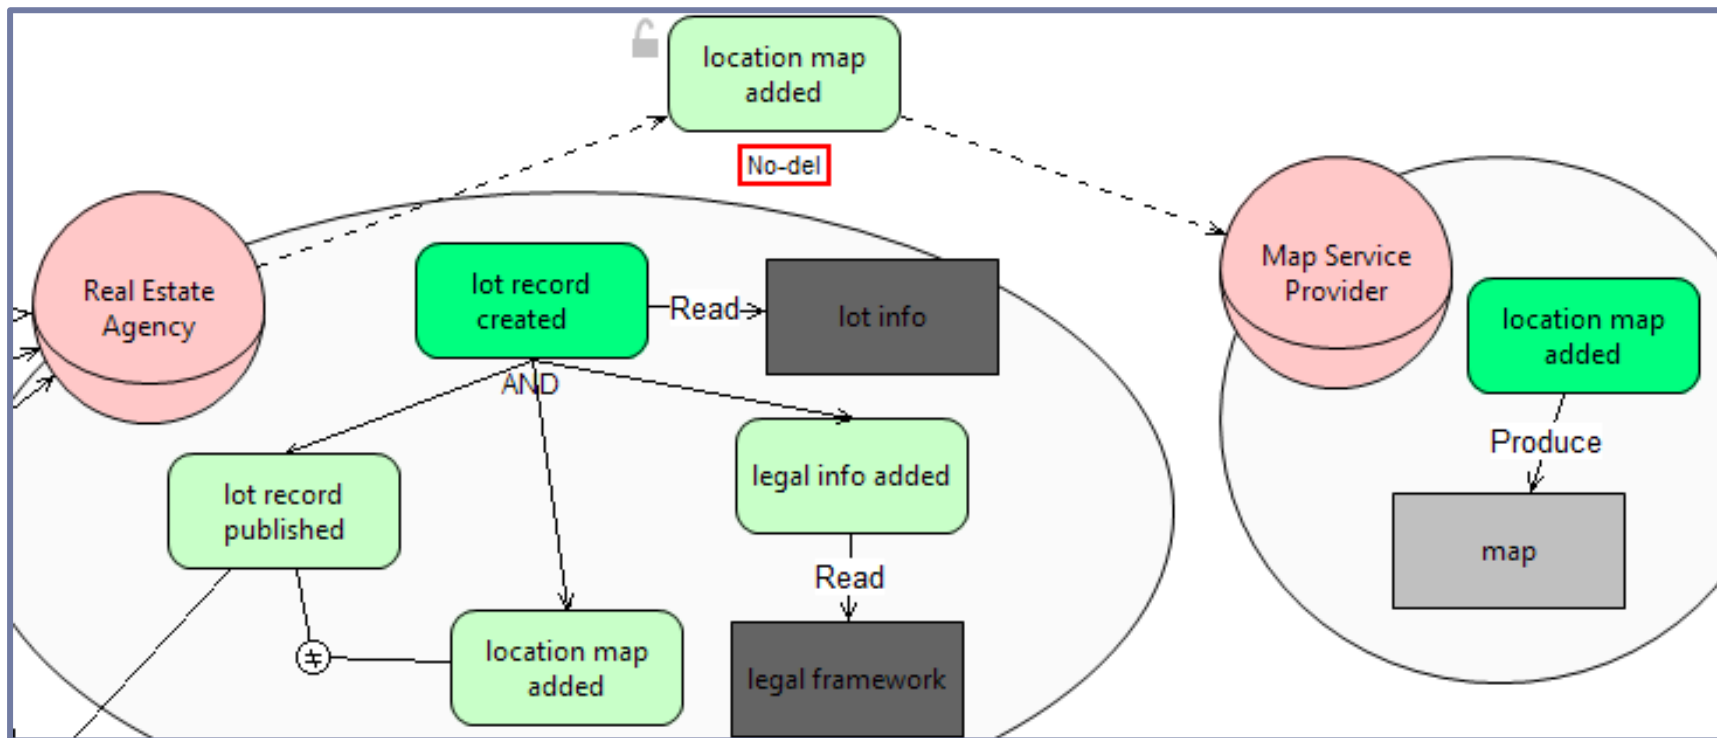 location map
added
No-del
Real Estate
Agency
lot record
created
Read
lot info
Map Service
Provider
location map
added
AND
Produce
legal info added
lot record
published
map
Read
location map
added
legal framework